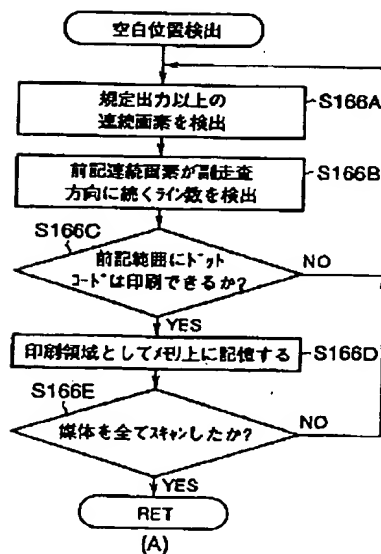 空白位置検出
規定出力以上の
連続画素を検出
S166A
前記連続画素が副走査
方向に続くライン数を検出
S166B
S166C
前記範囲にドット
コードは印刷できるか?
NO
YES
印刷領域としてメモリ上に記憶する
S166D
S166E
媒体を全てスキャンしたか?
NO
YES
RET
(A)